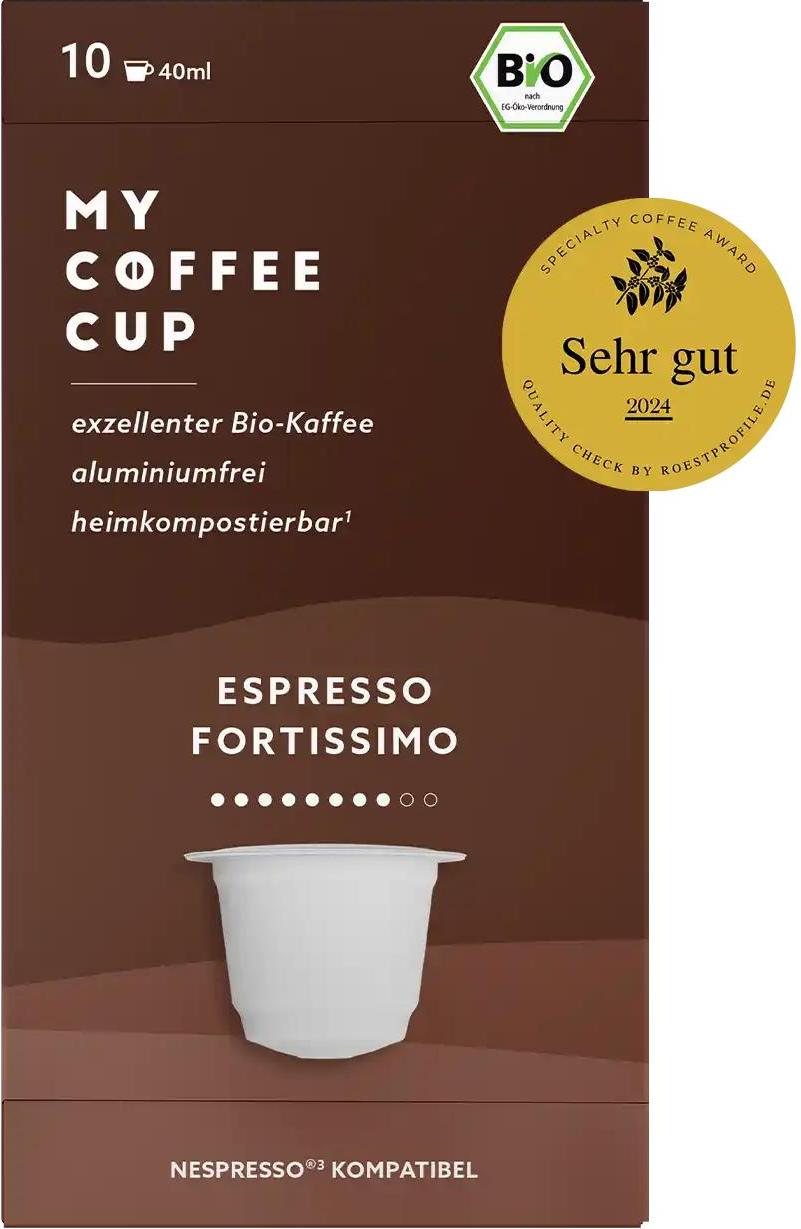 10 40ml
Bio
nach
EG-Öko-Verordnung
MY
COFFEE
CUP
SPECIALTY COFFEE AWARD
Sehr gut
2024
QUALITY CHECK BY ROESTPROFILE.DE
exzellenter Bio-Kaffee
aluminiumfrei
heimkompostierbar¹
ESPRESSO
FORTISSIMO
NESPRESSO®³ KOMPATIBEL